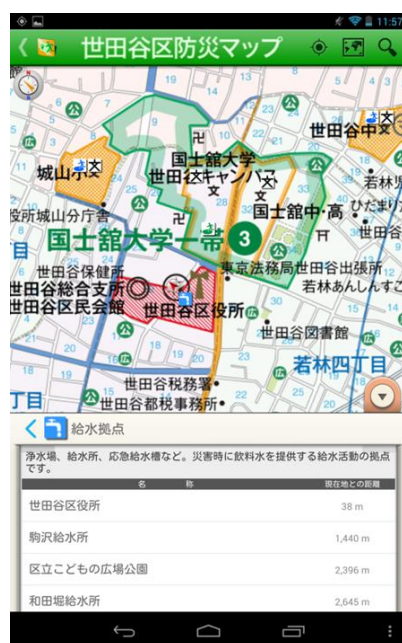 11:57
世田谷区防災マップ
世田谷中
国士舘大学
世田谷キャンパス
城山小
若林
国士舘中・高
ひだまり
役所城山分庁舎
国士舘大学一帯 3
世田谷
目
世田谷保健所
東京法務局世田谷出張所
世田谷総合支所
若林あんしんすこ
世田谷区民会館
世田谷区役所
世田谷図書館
若林四丁目
世田谷税務署
丁目
世田谷都税事務所
給水拠点
浄水場、給水所、応急給水槽など。災害時に飲料水を提供する給水活動の拠点
です。
名 称 現在地との距離
世田谷区役所 38 m
駒沢給水所 1,440 m
区立こどもの広場公園 2,396 m
和田堀給水所 2,645 m